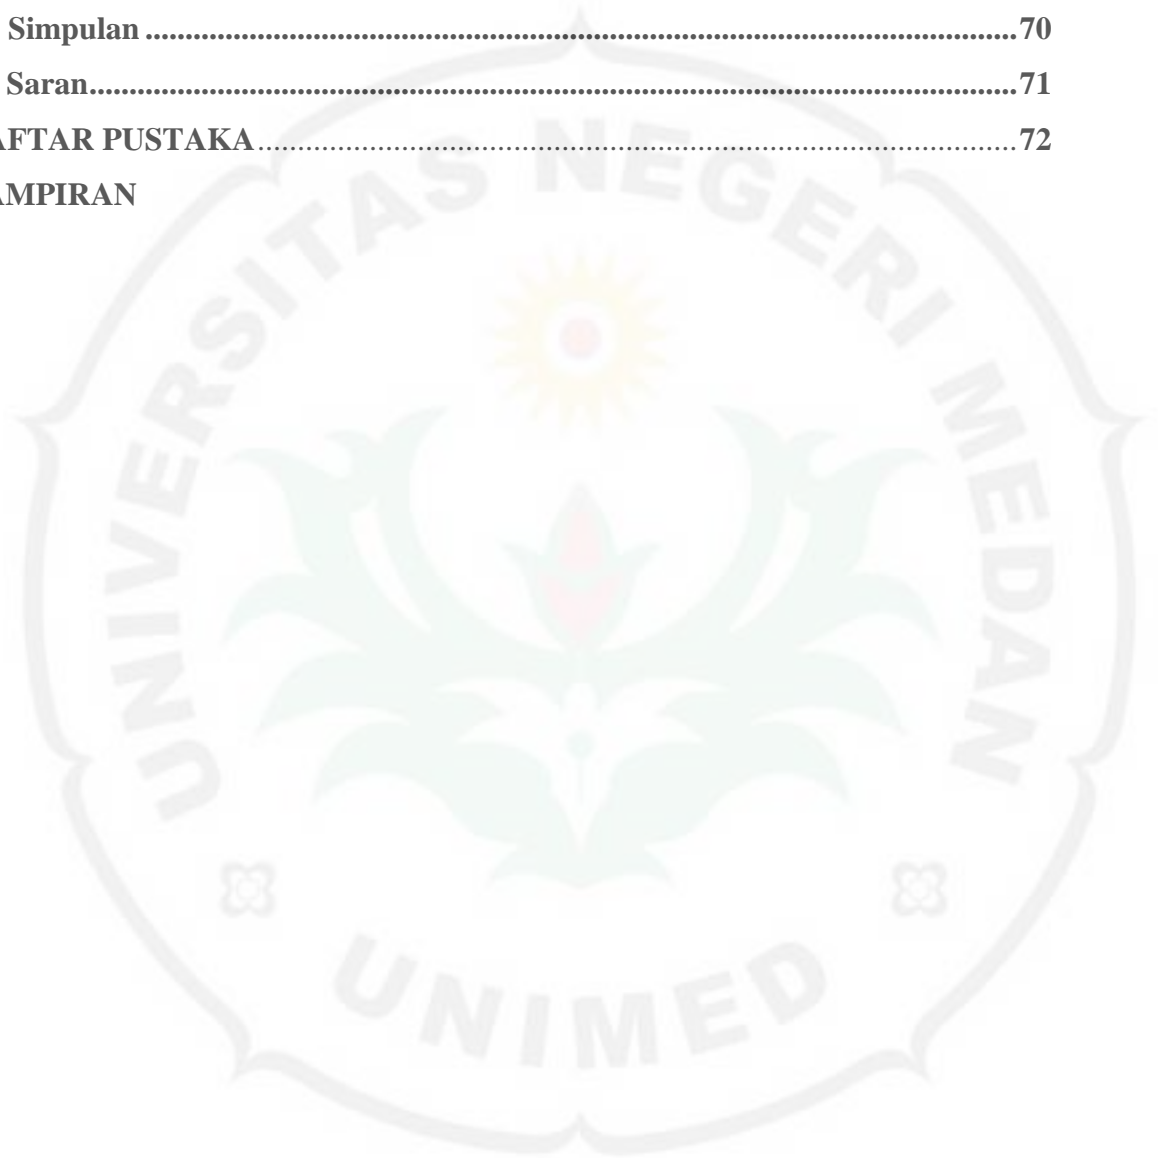 Simpulan ....................................................................................................70
Saran............................................................................................................71
AFTAR PUSTAKA....................................................................................72
AMPIRAN
UNIVERSITAS NEGERI MEDAN
UNIMED